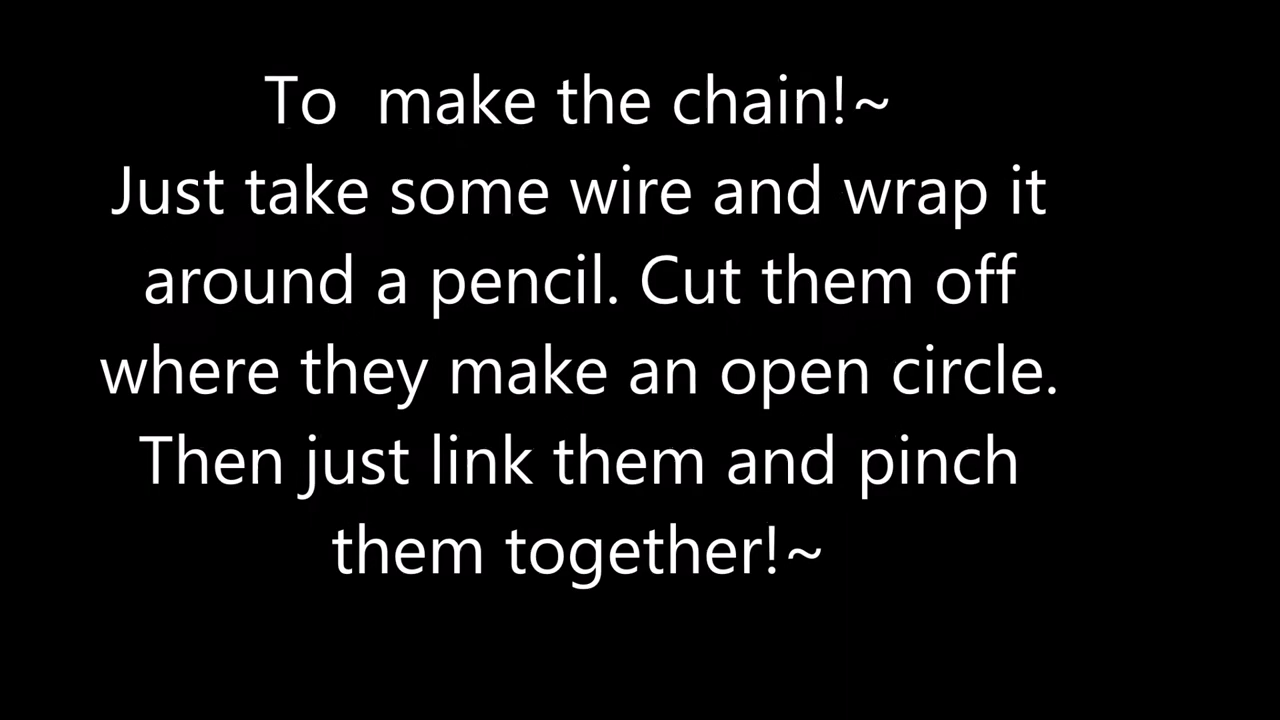 To  make the chain!~
Just take some wire and wrap it
around a pencil. Cut them off
where they make an open circle.
Then just link them and pinch
them together!~